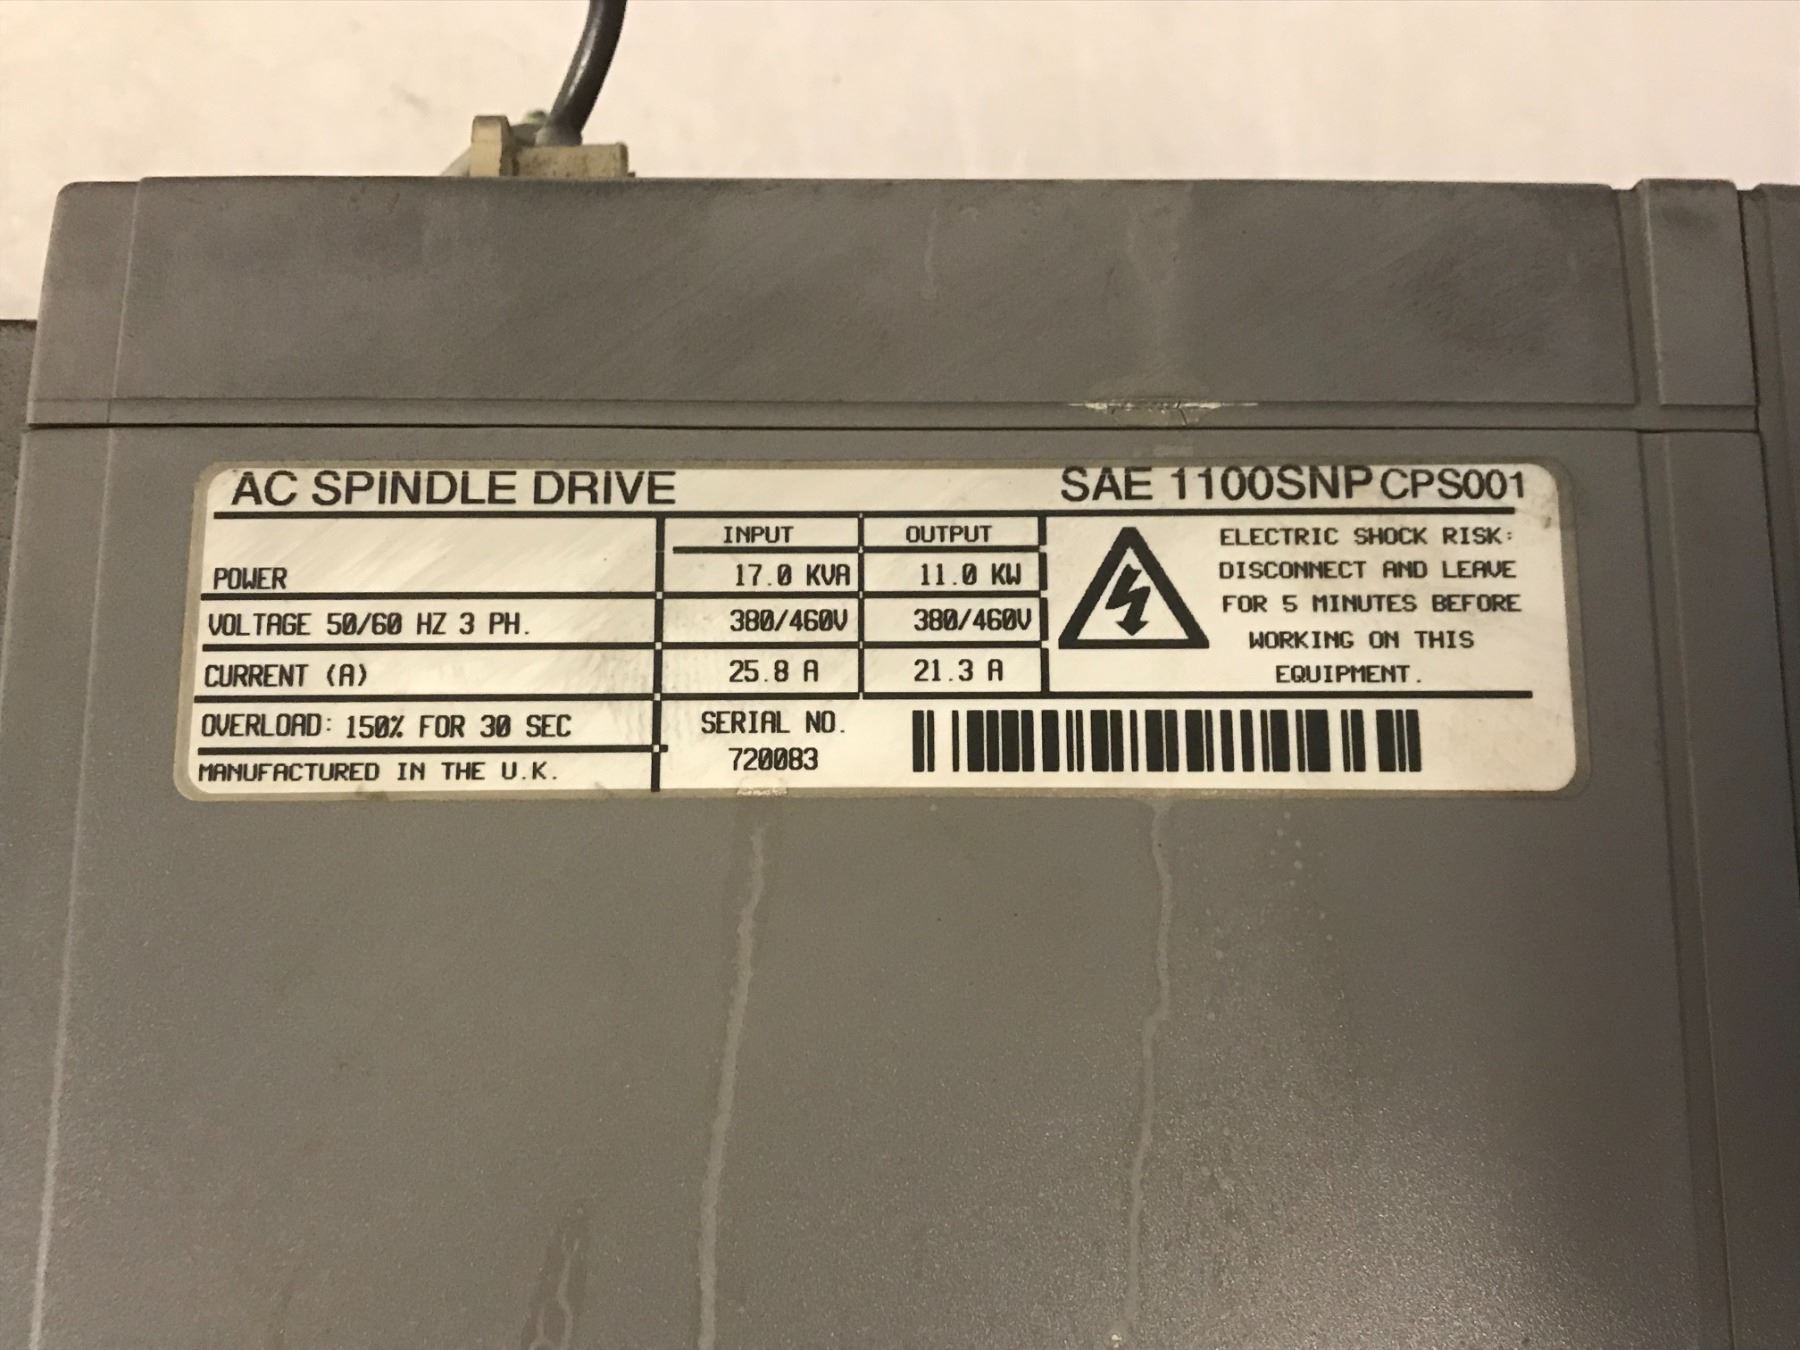 AC SPINDLE DRIVE SAE 1100SNP CPS001
INPUT OUTPUT
POWER 17.0 KVA 11.0 KW
VOLTAGE 50/60 HZ 3 PH. 380/460V 380/460V
CURRENT (A) 25.8 A 21.3 A
ELECTRIC SHOCK RISK:
DISCONNECT AND LEAVE
FOR 5 MINUTES BEFORE
WORKING ON THIS
EQUIPMENT.
OVERLOAD: 150% FOR 30 SEC
MANUFACTURED IN THE U.K.
SERIAL NO.
720083